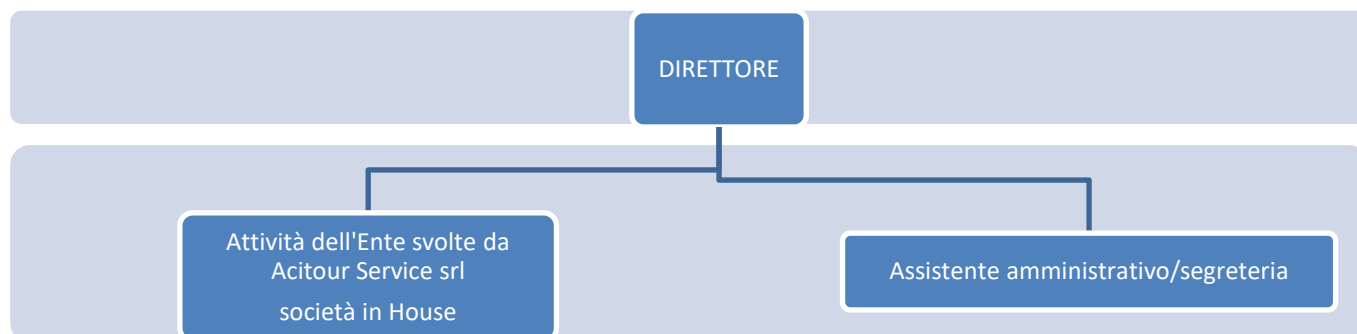 DIRETTORE
Attività dell'Ente svolte da
Acitour Service srl
società in House
Assistente amministrativo/segreteria